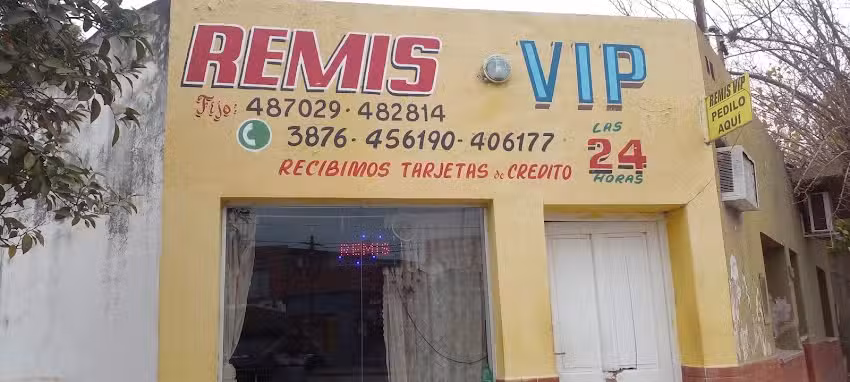 REMIS VIP
Fijo: 487029 - 482814
3876 - 456190 - 406177
RECIBIMOS TARJETAS de CREDITO
LAS
24
HORAS
REMIS VIP
PEDILO
AQUÍ
REMIS